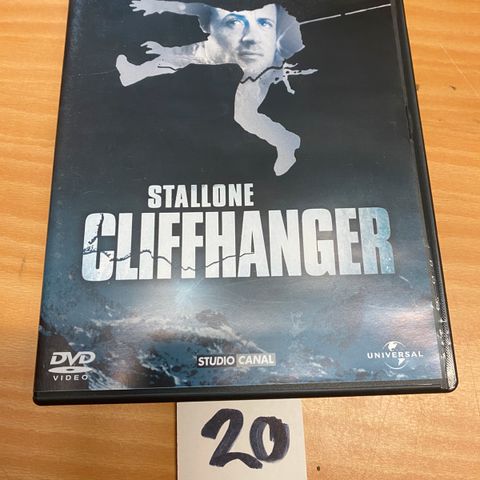 STALLONE
CLIFFHANGER
DVD
VIDEO
STUDIO CANAL
UNIVERSAL
20